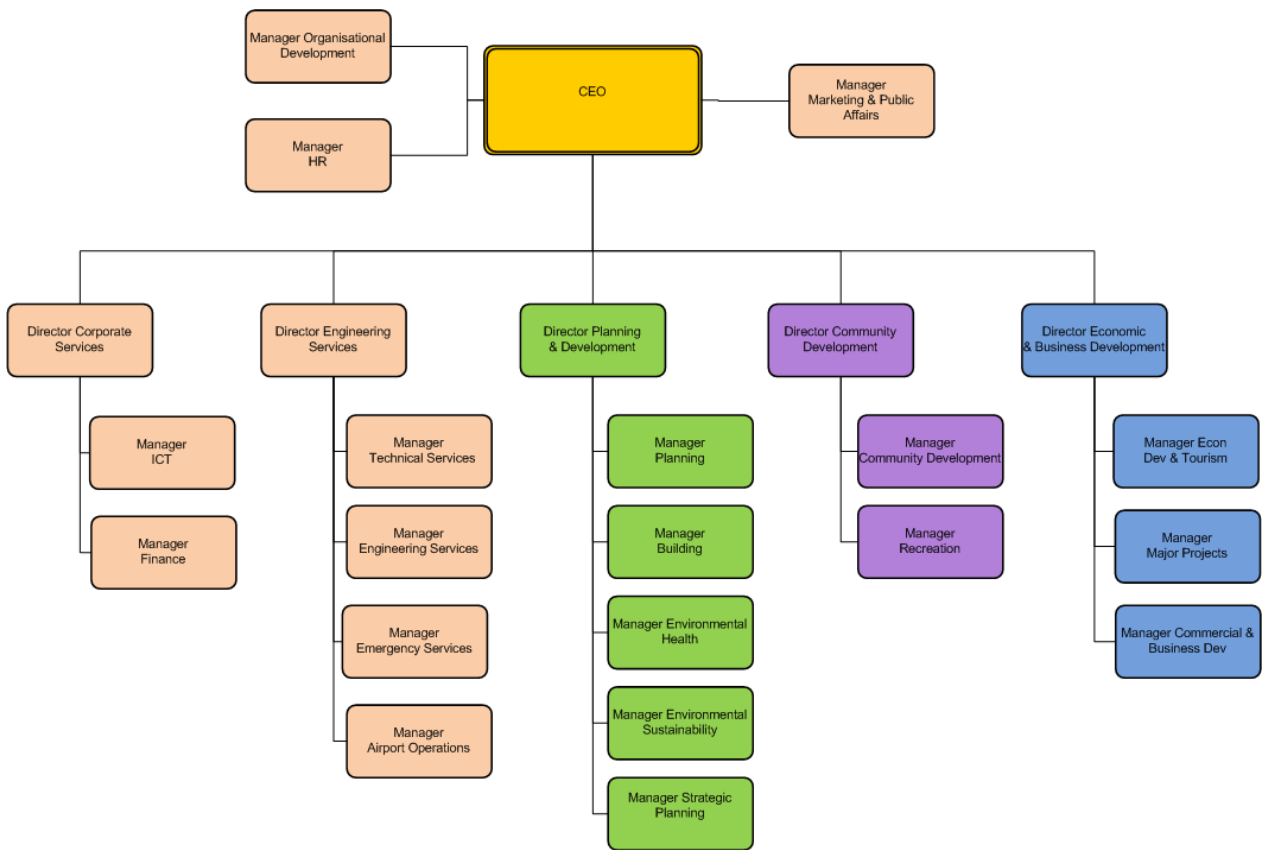 Manager Organisational
Development
CEO
Manager
Marketing & Public
Affairs
Manager
HR
Director Corporate
Services
Director Engineering
Services
Director Planning
& Development
Director Community
Development
Director Economic
& Business Development
Manager
ICT
Manager
Finance
Manager
Technical Services
Manager
Engineering Services
Manager
Emergency Services
Manager
Airport Operations
Manager
Planning
Manager
Building
Manager Environmental
Health
Manager Environmental
Sustainability
Manager Strategic
Planning
Manager
Community Development
Manager
Recreation
Manager Econ
Dev & Tourism
Manager
Major Projects
Manager Commercial &
Business Dev